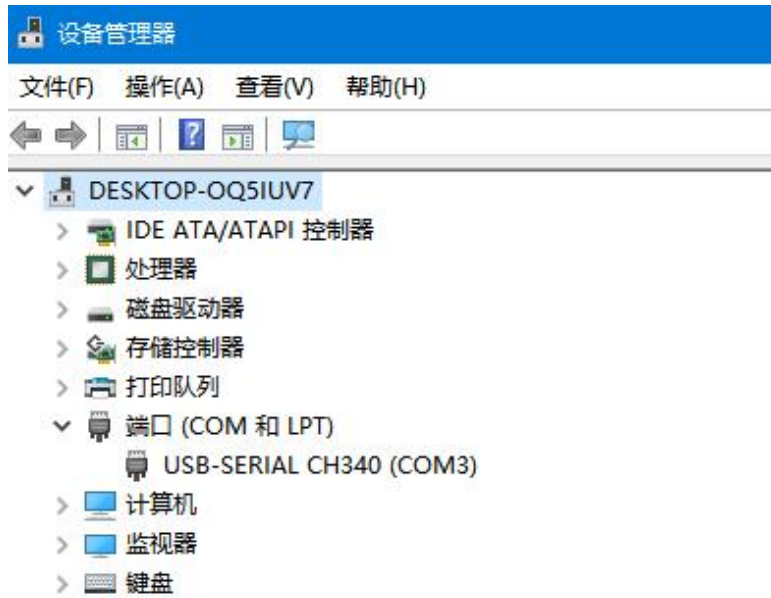 设备管理器
文件(F) 操作(A) 查看(V) 帮助(H)
DESKTOP-OQ5IUV7
IDE ATA/ATAPI 控制器
处理器
磁盘驱动器
存储控制器
打印队列
端口 (COM 和 LPT)
USB-SERIAL CH340 (COM3)
计算机
监视器
键盘